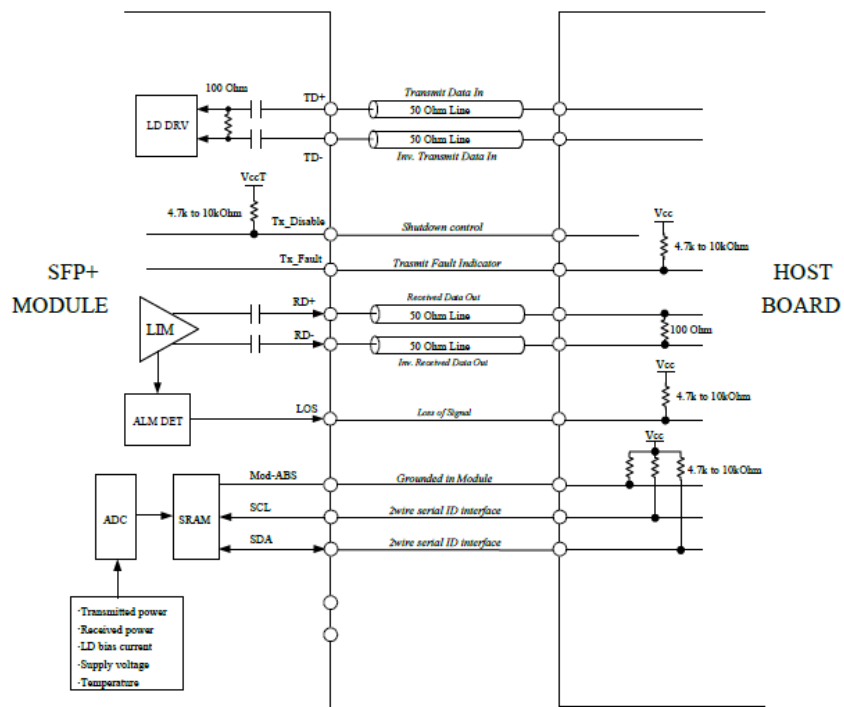 100 Ohm
LD DRV
TD+
Transmit Data In
50 Ohm Line
50 Ohm Line
TD-
Inv. Transmit Data In
VccT
4.7k to 10kOhm
Tx_Disable
Shutdown control
Vcc
4.7k to 10kOhm
Tx_Fault
Trasmit Fault Indicator
SFP+
MODULE
HOST
BOARD
LIM
RD+
Received Data Out
50 Ohm Line
100 Ohm
RD-
50 Ohm Line
Inv. Received Data Out
Vcc
4.7k to 10kOhm
ALM DET
LOS
Loss of Signal
Vcc
4.7k to 10kOhm
Mod-ABS
Grounded in Module
ADC
SRAM
SCL
2wire serial ID interface
SDA
2wire serial ID interface
·Transmitted power
·Received power
·LD bias current
·Supply voltage
·Temperature